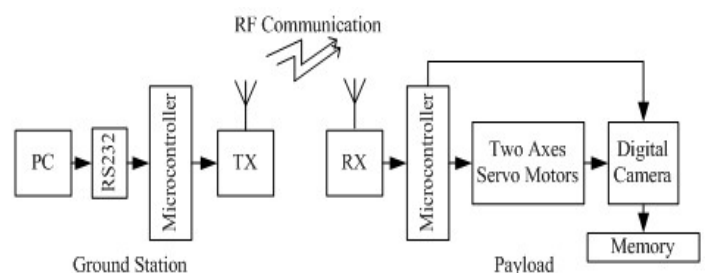 RF Communication
PC
RS232
Microcontroller
TX
RX
Microcontroller
Two Axes
Servo Motors
Digital
Camera
Memory
Ground Station
Payload